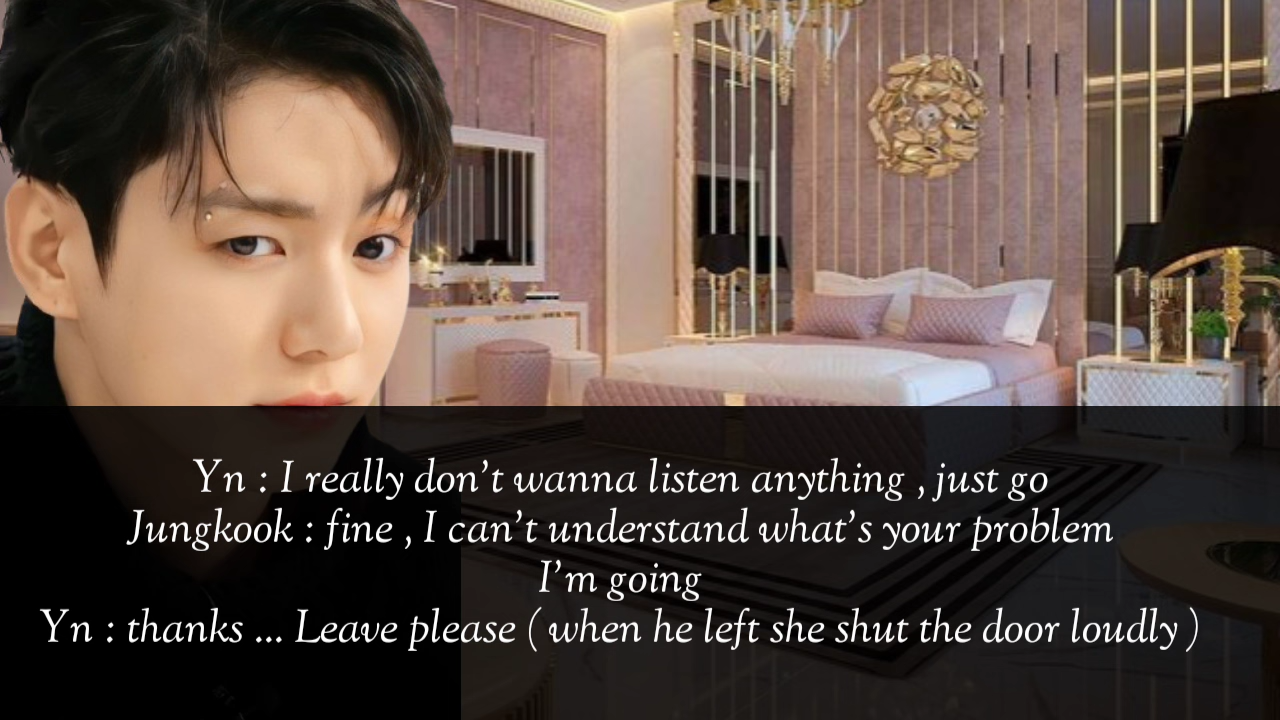 Yn : I really don't wanna listen anything , just go
Jungkook : fine , I can't understand what's your problem
I'm going
Yn : thanks ... Leave please ( when he left she shut the door loudly )